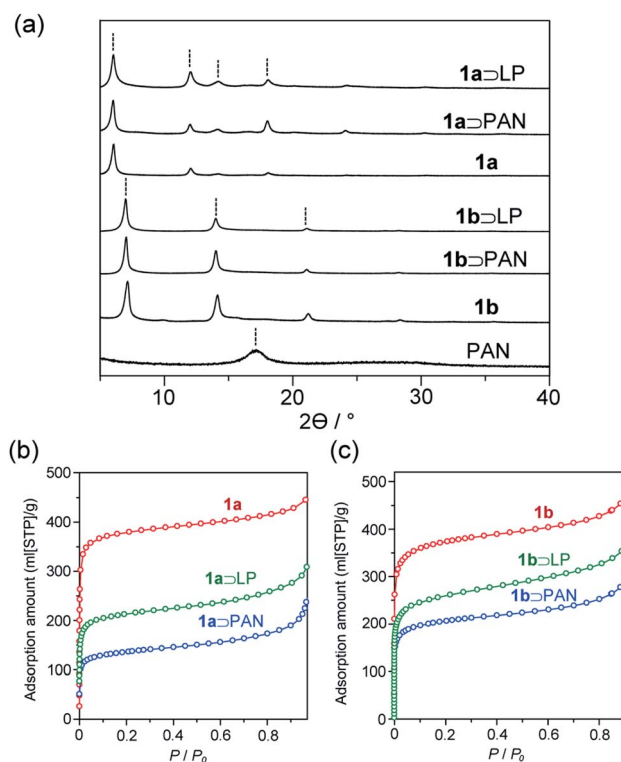 (a)
1a⊃LP
1a⊃PAN
1a
1b⊃LP
1b⊃PAN
1b
PAN
10 20 30 40
2Θ / °
(b)
500
400
300
200
100
0
Adsorption amount (ml[STP]/g)
1a
1a⊃LP
1a⊃PAN
0 0.2 0.4 0.6 0.8
P / P0
(c)
500
400
300
200
100
0
Adsorption amount (ml[STP]/g)
1b
1b⊃LP
1b⊃PAN
0 0.2 0.4 0.6 0.8
P / P0